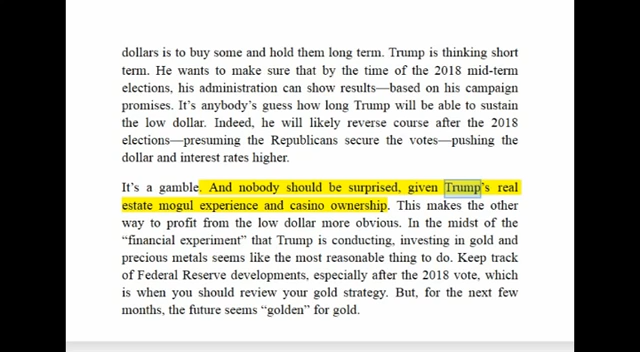 dollars is to buy some and hold them long term. Trump is thinking short
term. He wants to make sure that by the time of the 2018 mid-term
elections, his administration can show results—based on his campaign
promises. It's anybody's guess how long Trump will be able to sustain
the low dollar. Indeed, he will likely reverse course after the 2018
elections—presuming the Republicans secure the votes—pushing the
dollar and interest rates higher.
It's a gamble. And nobody should be surprised, given Trump's real
estate mogul experience and casino ownership. This makes the other
way to profit from the low dollar more obvious. In the midst of the
“financial experiment” that Trump is conducting, investing in gold and
precious metals seems like the most reasonable thing to do. Keep track
of Federal Reserve developments, especially after the 2018 vote, which
is when you should review your gold strategy. But, for the next few
months, the future seems “golden” for gold.